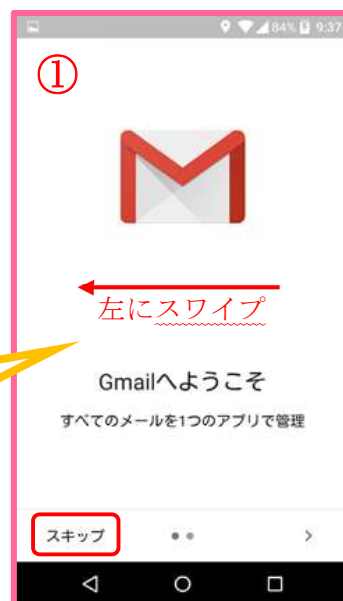 84% 9:37
①
左にスワイプ
Gmailへようこそ
すべてのメールを1つのアプリで管理
スキップ